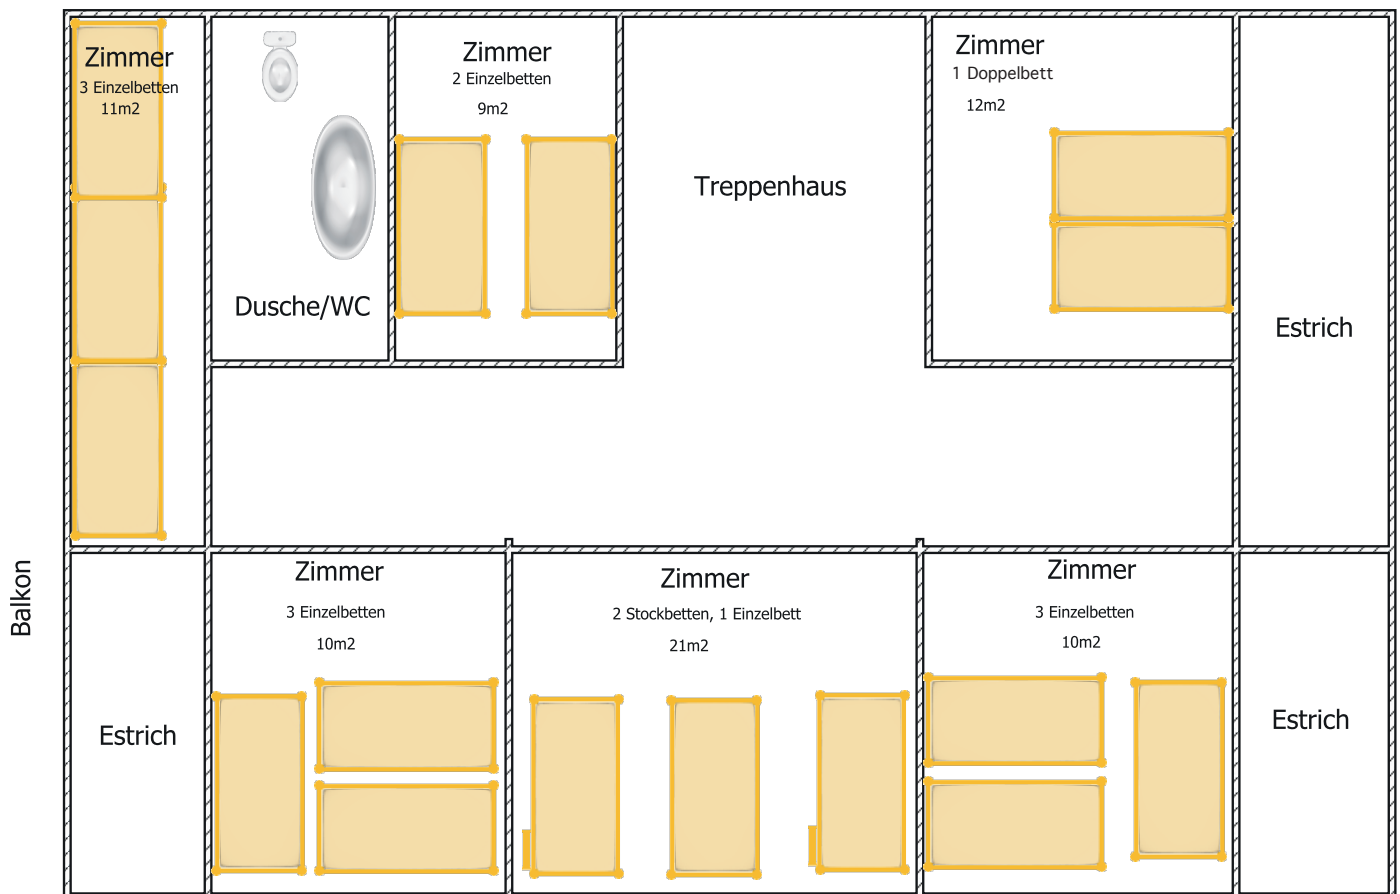 Zimmer
3 Einzelbetten
11m2
Dusche/WC
Zimmer
2 Einzelbetten
9m2
Treppenhaus
Zimmer
1 Doppelbett
12m2
Estrich
Balkon
Estrich
Zimmer
3 Einzelbetten
10m2
Zimmer
2 Stockbetten, 1 Einzelbett
21m2
Zimmer
3 Einzelbetten
10m2
Estrich